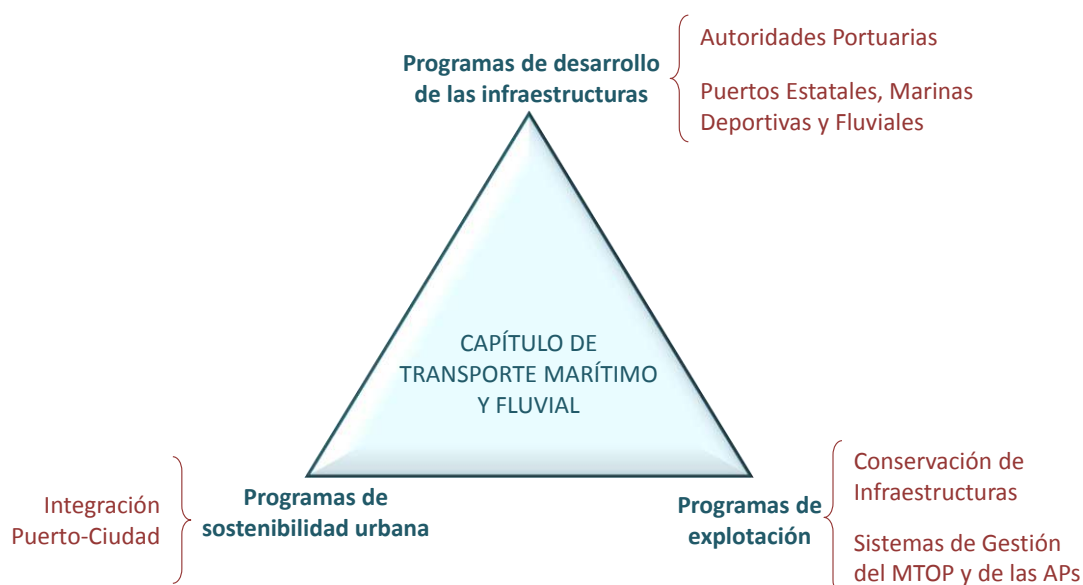 Programas de desarrollo
de las infraestructuras
Autoridades Portuarias
Puertos Estatales, Marinas
Deportivas y Fluviales
CAPÍTULO DE
TRANSPORTE MARÍTIMO
Y FLUVIAL
Integración
Puerto-Ciudad
Programas de
sostenibilidad urbana
Programas de
explotación
Conservación de
Infraestructuras
Sistemas de Gestión
del MTOP y de las APs